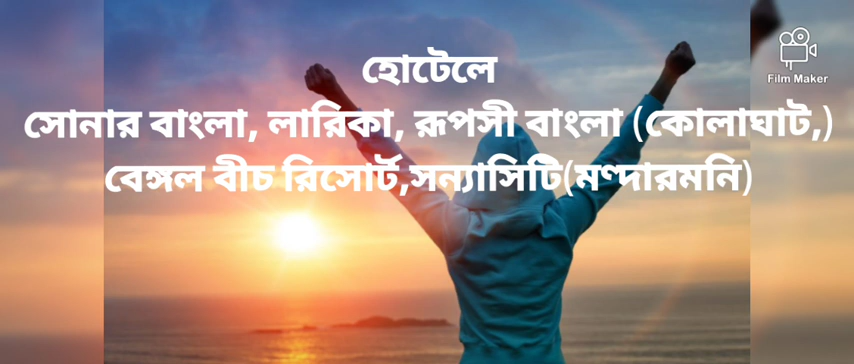 হোটেলে
সোনার বাংলা, লারিকা, রূপসী বাংলা (কোলাঘাট,)
বেঙ্গল বীচ রিসোর্ট,সন্যাসিটি(মণ্দারমনি)
Film Maker